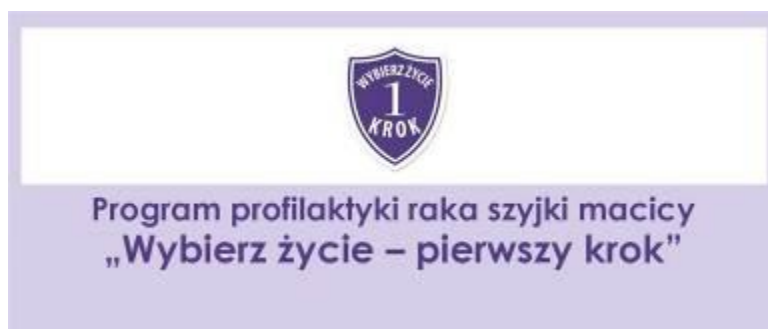 WYBIERZ ŻYCIE
1
KROK
Program profilaktyki raka szyjki macicy
„Wybierz życie – pierwszy krok”